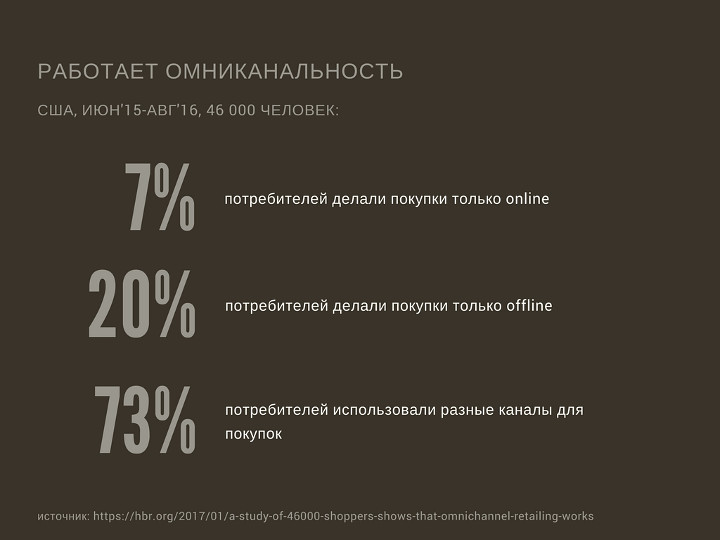 РАБОТАЕТ ОМНИКАНАЛЬНОСТЬ
США, ИЮН'15-АВГ'16, 46 000 ЧЕЛОВЕК:
7%
потребителей делали покупки только online
20%
потребителей делали покупки только offline
73%
потребителей использовали разные каналы для
покупок
источник: https://hbr.org/2017/01/a-study-of-46000-shoppers-shows-that-omnichannel-retailing-works